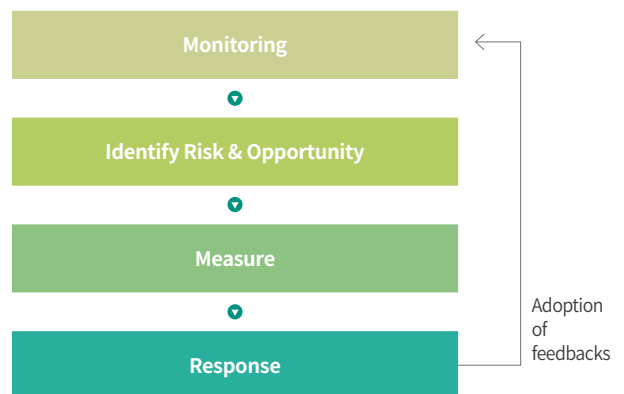 Monitoring
Identify Risk & Opportunity
Measure
Adoption
of
feedbacks
Response